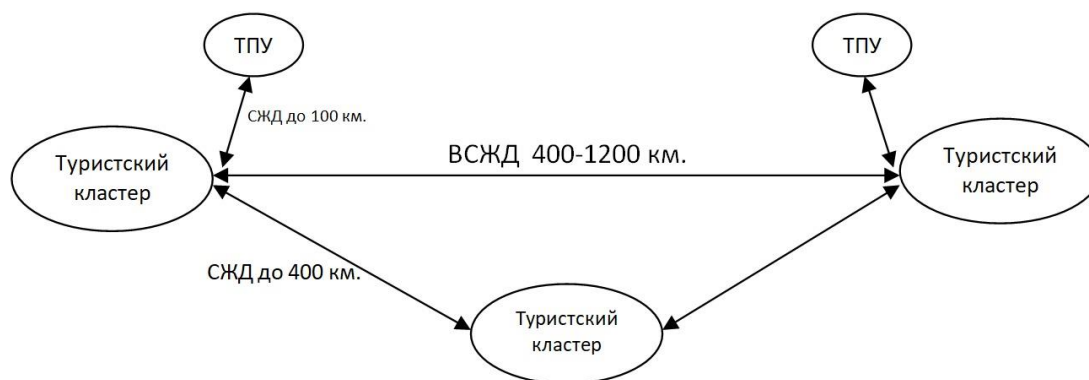 ТПУ
ТПУ
СЖД до 100 км.
ВСЖД 400-1200 км.
Туристский
кластер
Туристский
кластер
СЖД до 400 км.
Туристский
кластер